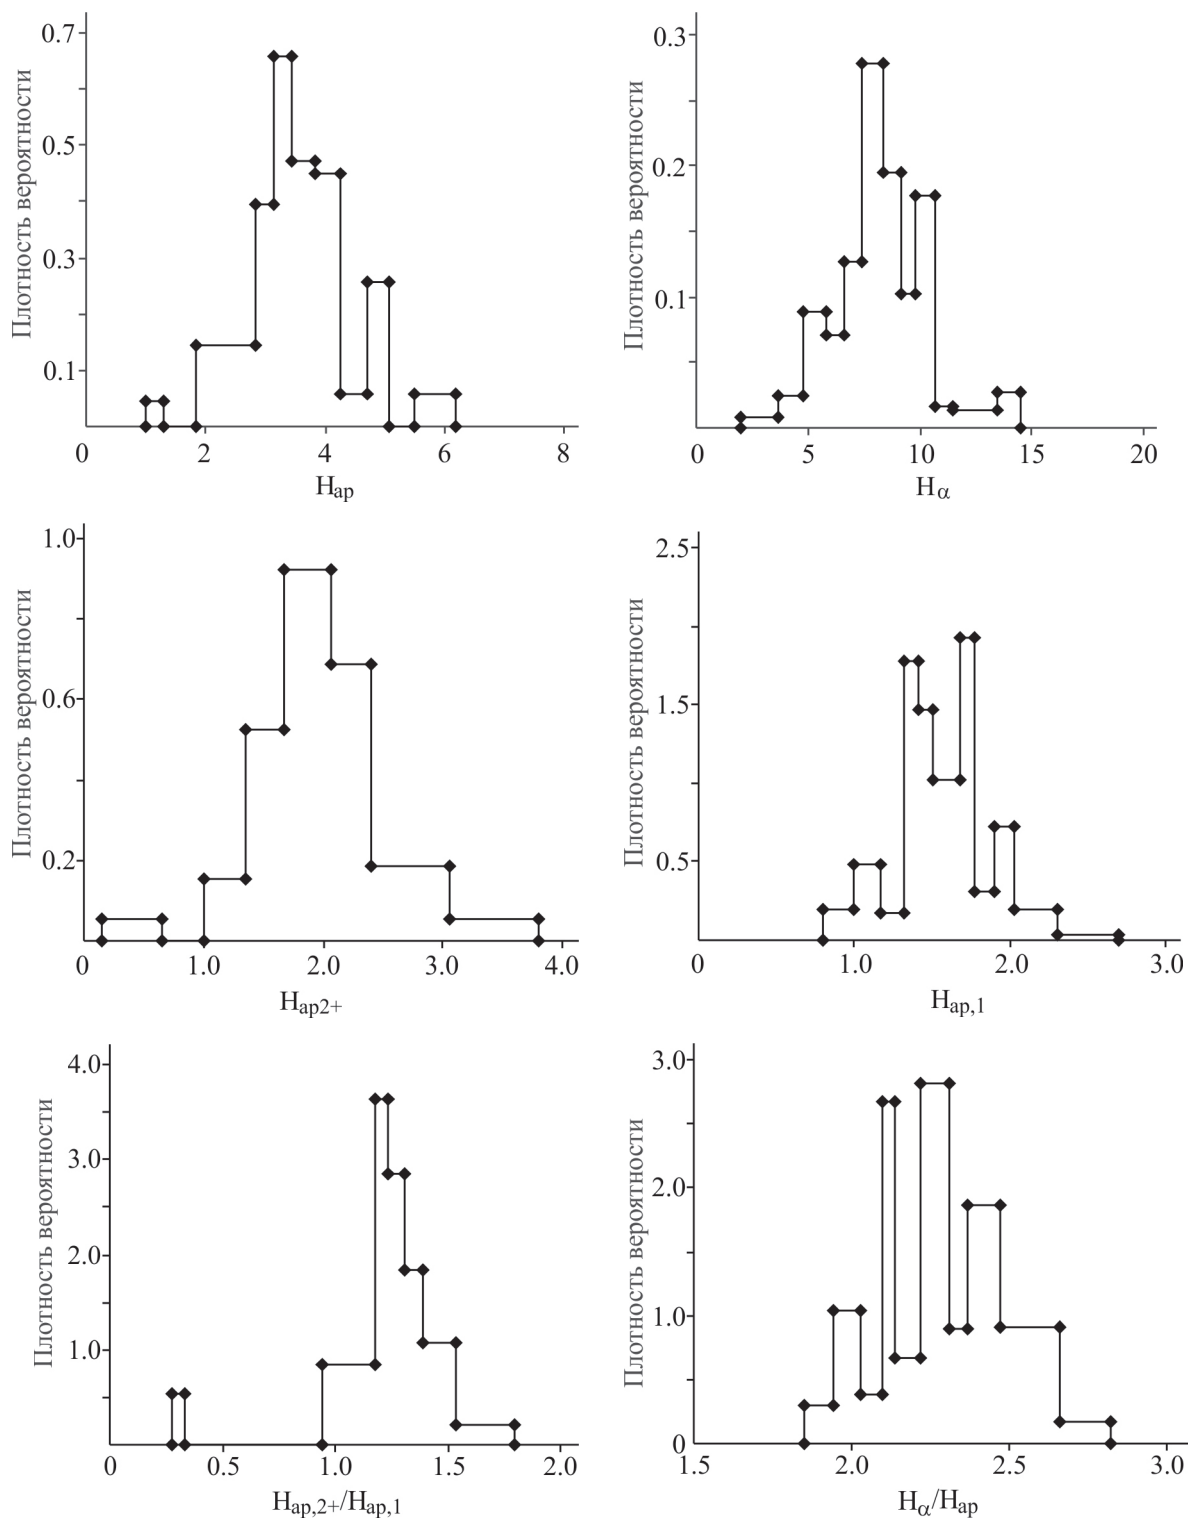 Плотность вероятности
0.7
0.5
0.3
0.1
0 2 4 6 8
Hap
Плотность вероятности
0.3
0.2
0.1
0 5 10 15 20
Hα
Плотность вероятности
1.0
0.6
0.2
0 1.0 2.0 3.0 4.0
Hap2+
Плотность вероятности
2.5
1.5
0.5
0 1.0 2.0 3.0
Hap,1
Плотность вероятности
4.0
3.0
2.0
1.0
0 0.5 1.0 1.5 2.0
Hap,2+/Hap,1
Плотность вероятности
3.0
2.0
1.0
0
1.5 2.0 2.5 3.0
Hα/Hap